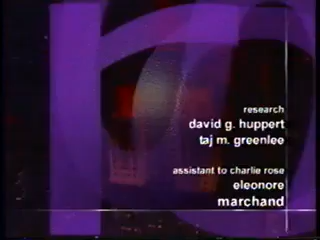 research
david g. huppert
taj m. greenlee
assistant to charlie rose
eleonore
marchand